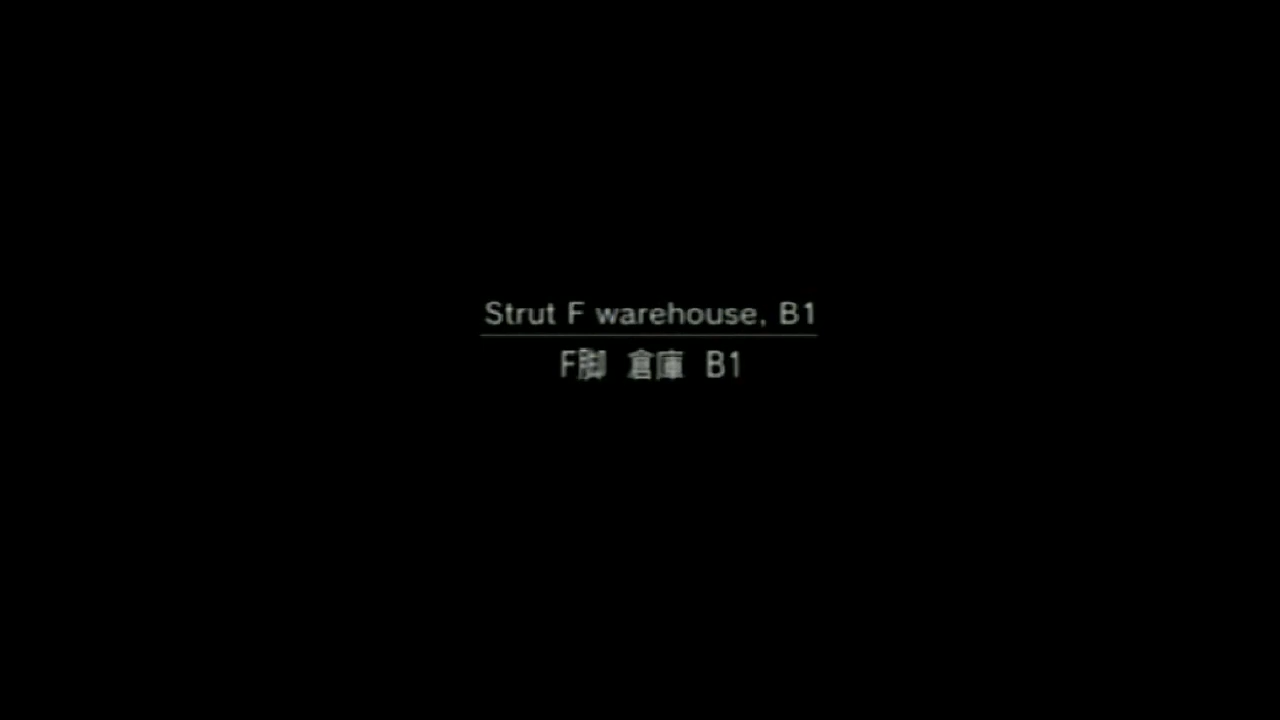 Strut F warehouse, B1
F脚 倉庫 B1